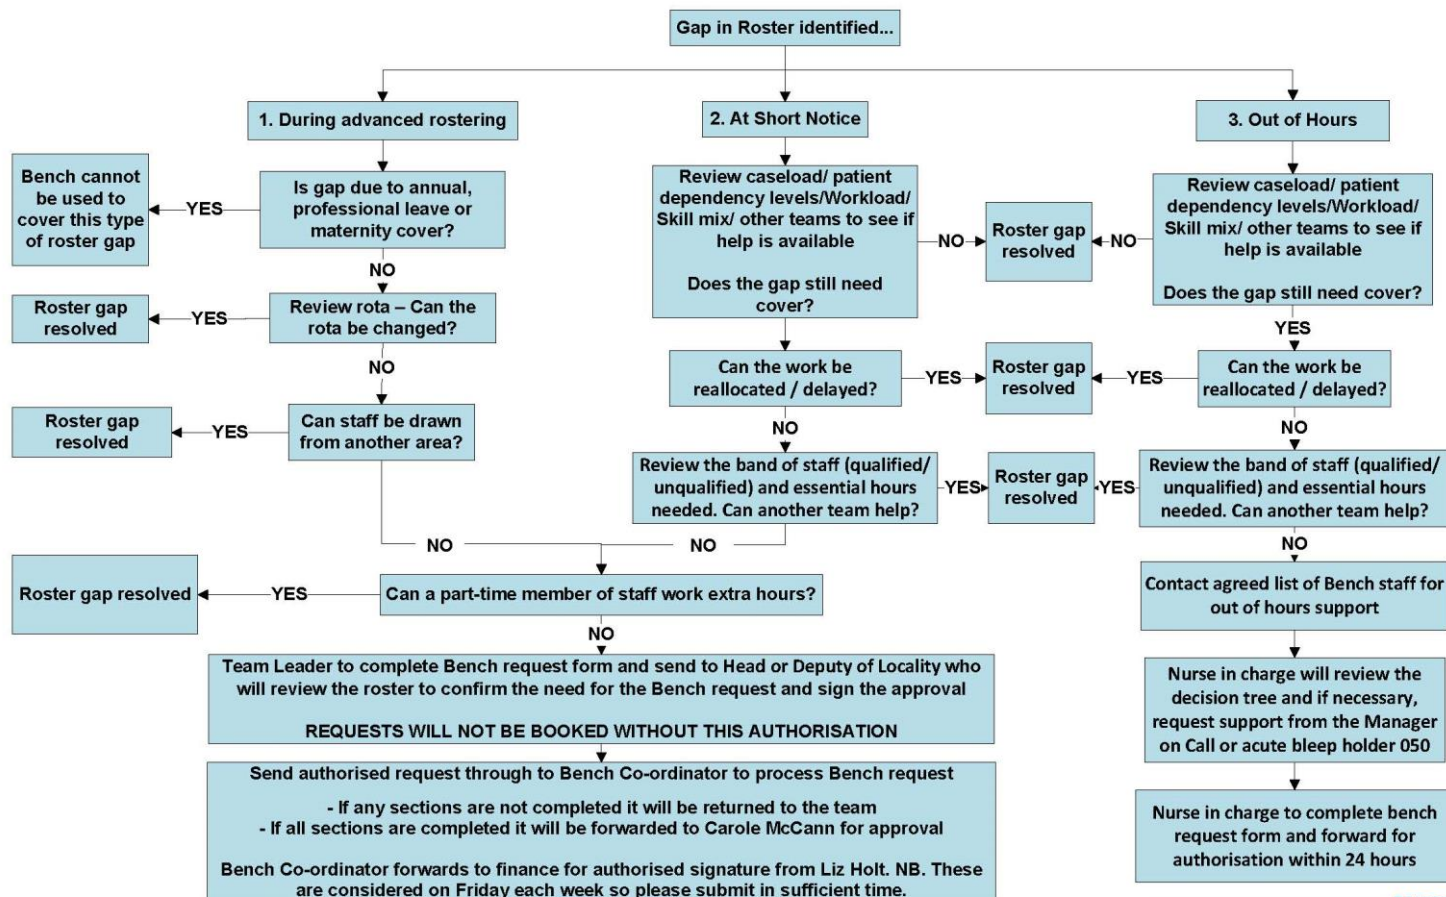 Gap in Roster identified...
1. During advanced rostering
Is gap due to annual,
professional leave or
maternity cover?
YES
Bench cannot
be used to
cover this type
of roster gap
NO
Review rota – Can the
rota be changed?
YES
Roster gap
resolved
NO
Can staff be drawn
from another area?
YES
Roster gap
resolved
NO
2. At Short Notice
Review caseload/ patient
dependency levels/Workload/
Skill mix/ other teams to see if
help is available
Does the gap still need
cover?
NO
Roster gap
resolved
Can the work be
reallocated / delayed?
YES
Roster gap
resolved
NO
Review the band of staff (qualified/
unqualified) and essential hours
needed. Can another team help?
YES
Roster gap
resolved
NO
Can a part-time member of staff work extra hours?
YES
Roster gap resolved
NO
Team Leader to complete Bench request form and send to Head or Deputy of Locality who
will review the roster to confirm the need for the Bench request and sign the approval
REQUESTS WILL NOT BE BOOKED WITHOUT THIS AUTHORISATION
Send authorised request through to Bench Co-ordinator to process Bench request
- If any sections are not completed it will be returned to the team
- If all sections are completed it will be forwarded to Carole McCann for approval
Bench Co-ordinator forwards to finance for authorised signature from Liz Holt. NB. These
are considered on Friday each week so please submit in sufficient time.
3. Out of Hours
Review caseload/ patient
dependency levels/Workload/
Skill mix/ other teams to see if
help is available
Does the gap still need cover?
NO
YES
Can the work be
reallocated / delayed?
YES
NO
Review the band of staff (qualified/
unqualified) and essential hours
needed. Can another team help?
YES
NO
Contact agreed list of Bench staff for
out of hours support
Nurse in charge will review the
decision tree and if necessary,
request support from the Manager
on Call or acute bleep holder 050
Nurse in charge to complete bench
request form and forward for
authorisation within 24 hours